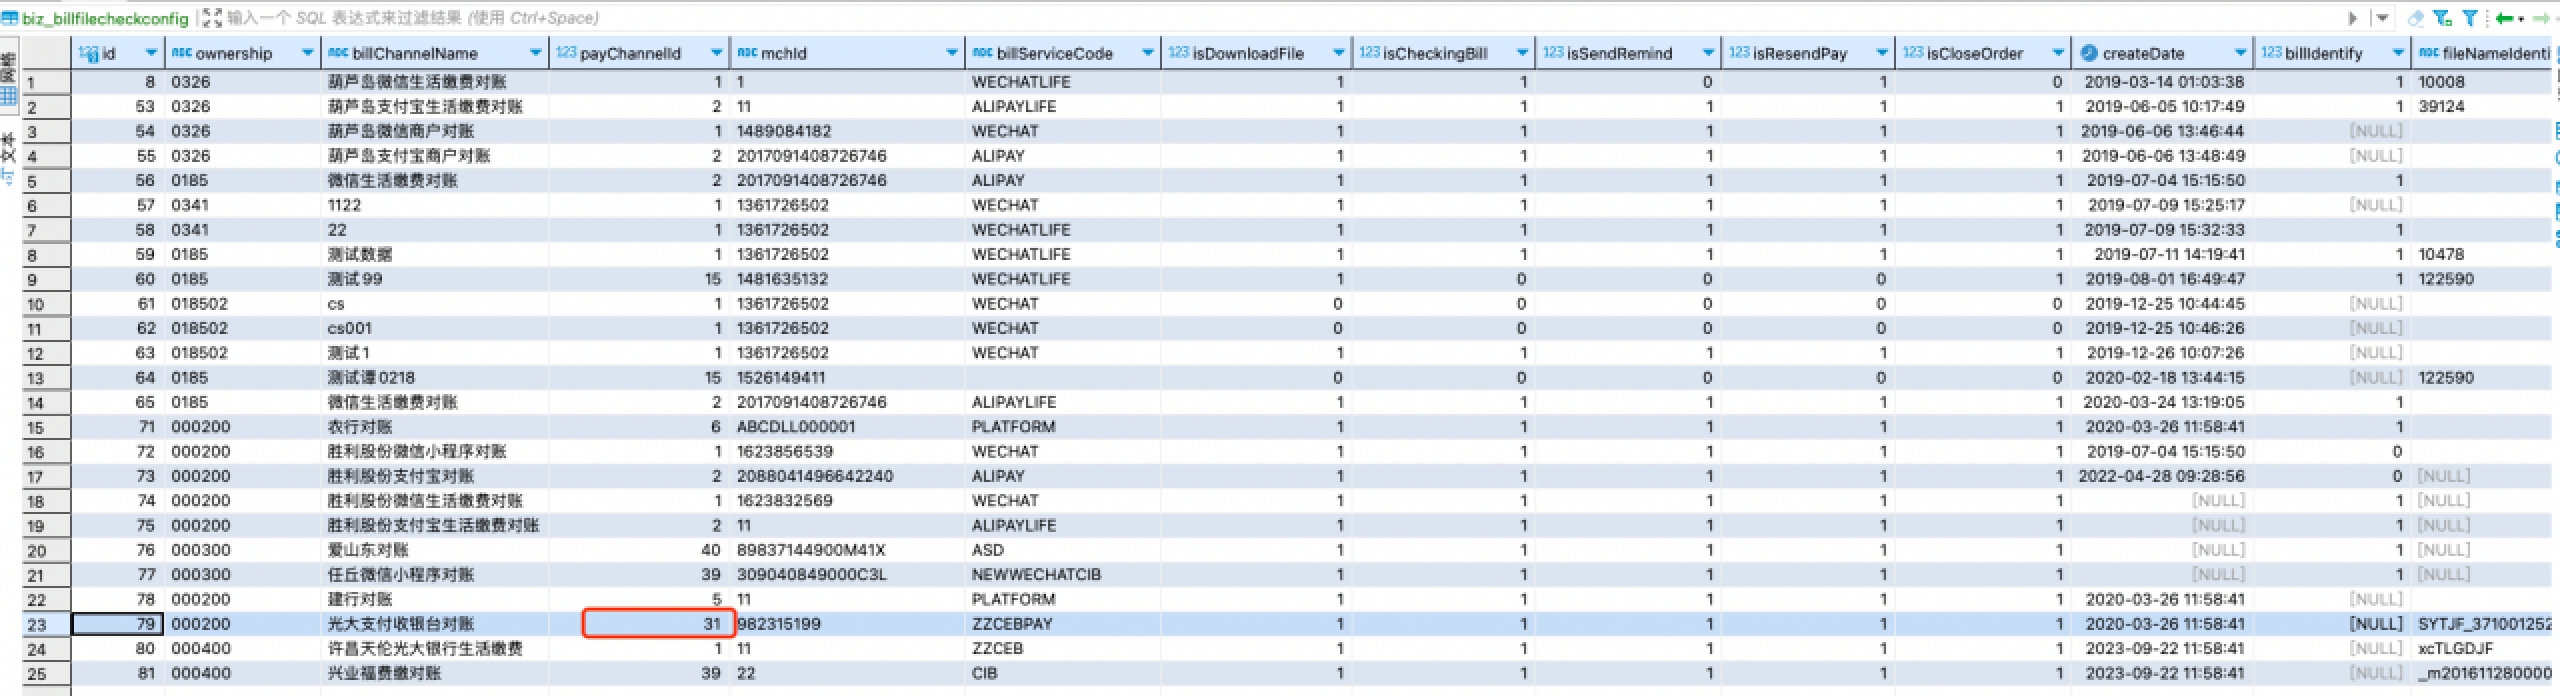 biz_billfilecheckconfig 输入一个 SQL 表达式来过滤结果 (使用 Ctrl+Space)
网格
文本
123 id ABC ownership ABC billChannelName 123 payChannelId ABC mchId ABC billServiceCode 123 isDownloadFile 123 isCheckingBill 123 isSendRemind 123 isResendPay 123 isCloseOrder createDate 123 billIdentify ABC fileNameIdenti
1 8 0326 葫芦岛微信生活缴费对账 1 1 WECHATLIFE 1 1 0 1 0 2019-03-14 01:03:38 1 10008
2 53 0326 葫芦岛支付宝生活缴费对账 2 11 ALIPAYLIFE 1 1 1 1 1 2019-06-05 10:17:49 1 39124
3 54 0326 葫芦岛微信商户对账 1 1489084182 WECHAT 1 1 1 1 1 2019-06-06 13:46:44 [NULL]
4 55 0326 葫芦岛支付宝商户对账 2 2017091408726746 ALIPAY 1 1 1 1 1 2019-06-06 13:48:49 [NULL]
5 56 0185 微信生活缴费对账 2 2017091408726746 ALIPAY 1 1 1 1 1 2019-07-04 15:15:50 1
6 57 0341 1122 1 1361726502 WECHAT 1 1 1 1 1 2019-07-09 15:25:17 [NULL]
7 58 0341 22 1 1361726502 WECHATLIFE 1 1 1 1 1 2019-07-09 15:32:33 1
8 59 0185 测试数据 1 1361726502 WECHATLIFE 1 1 1 1 1 2019-07-11 14:19:41 1 10478
9 60 0185 测试99 15 1481635132 WECHATLIFE 1 0 0 0 1 2019-08-01 16:49:47 1 122590
10 61 018502 cs 1 1361726502 WECHAT 0 0 0 0 0 2019-12-25 10:44:45 [NULL]
11 62 018502 cs001 1 1361726502 WECHAT 0 0 0 0 0 2019-12-25 10:46:26 [NULL]
12 63 018502 测试1 1 1361726502 WECHAT 1 1 1 1 1 2019-12-26 10:07:26 [NULL]
13 64 0185 测试谭0218 15 1526149411 0 0 0 0 0 2020-02-18 13:44:15 [NULL] 122590
14 65 0185 微信生活缴费对账 2 2017091408726746 ALIPAYLIFE 1 1 1 1 1 2020-03-24 13:19:05 1
15 71 000200 农行对账 6 ABCDLL000001 PLATFORM 1 1 1 1 1 2020-03-26 11:58:41 1
16 72 000200 胜利股份微信小程序对账 1 1623856539 WECHAT 1 1 1 1 1 2019-07-04 15:15:50 0
17 73 000200 胜利股份支付宝对账 2 2088041496642240 ALIPAY 1 1 1 1 1 2022-04-28 09:28:56 0 [NULL]
18 74 000200 胜利股份微信生活缴费对账 1 1623832569 WECHAT 1 1 1 1 1 [NULL] 1 [NULL]
19 75 000200 胜利股份支付宝生活缴费对账 2 11 ALIPAYLIFE 1 1 1 1 1 [NULL] 1 [NULL]
20 76 000300 爱山东对账 40 89837144900M41X ASD 1 1 1 1 1 [NULL] 1 [NULL]
21 77 000300 任丘微信小程序对账 39 309040849000C3L NEWWECHATCIB 1 1 1 1 1 [NULL] 1 [NULL]
22 78 000200 建行对账 5 11 PLATFORM 1 1 1 1 1 2020-03-26 11:58:41 [NULL]
23 79 000200 光大支付收银台对账 31 982315199 ZZCEBPAY 1 1 1 1 1 2020-03-26 11:58:41 [NULL] SYTJF_371001252
24 80 000400 许昌天伦光大银行生活缴费 1 11 ZZCEB 1 1 1 1 1 2023-09-22 11:58:41 [NULL] xcTLGDJF
25 81 000400 兴业福费缴对账 39 22 CIB 1 1 1 1 1 2023-09-22 11:58:41 [NULL] _m201611280000